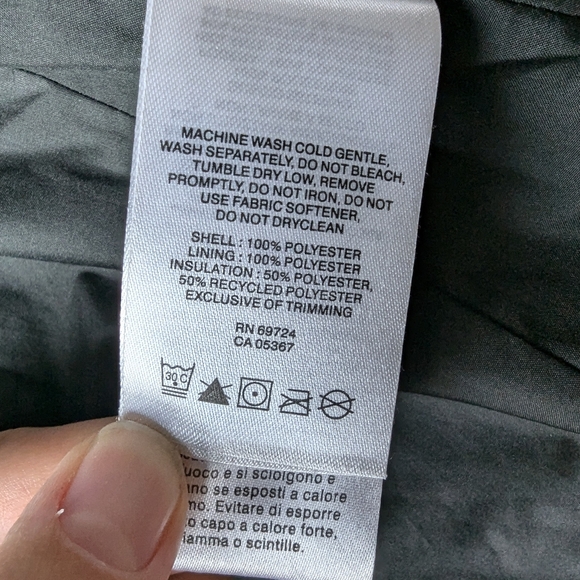 MACHINE WASH COLD GENTLE,
WASH SEPARATELY, DO NOT BLEACH,
TUMBLE DRY LOW, REMOVE
PROMPTLY, DO NOT IRON, DO NOT
USE FABRIC SOFTENER,
DO NOT DRYCLEAN
SHELL : 100% POLYESTER
LINING : 100% POLYESTER
INSULATION : 50% POLYESTER,
50% RECYCLED POLYESTER
EXCLUSIVE OF TRIMMING
RN 69724
CA 05367
30 C
uoco e si sciolgono e
no se esposti a calore
mo. Evitare di esporre
capo a calore forte,
iamma o scintille.